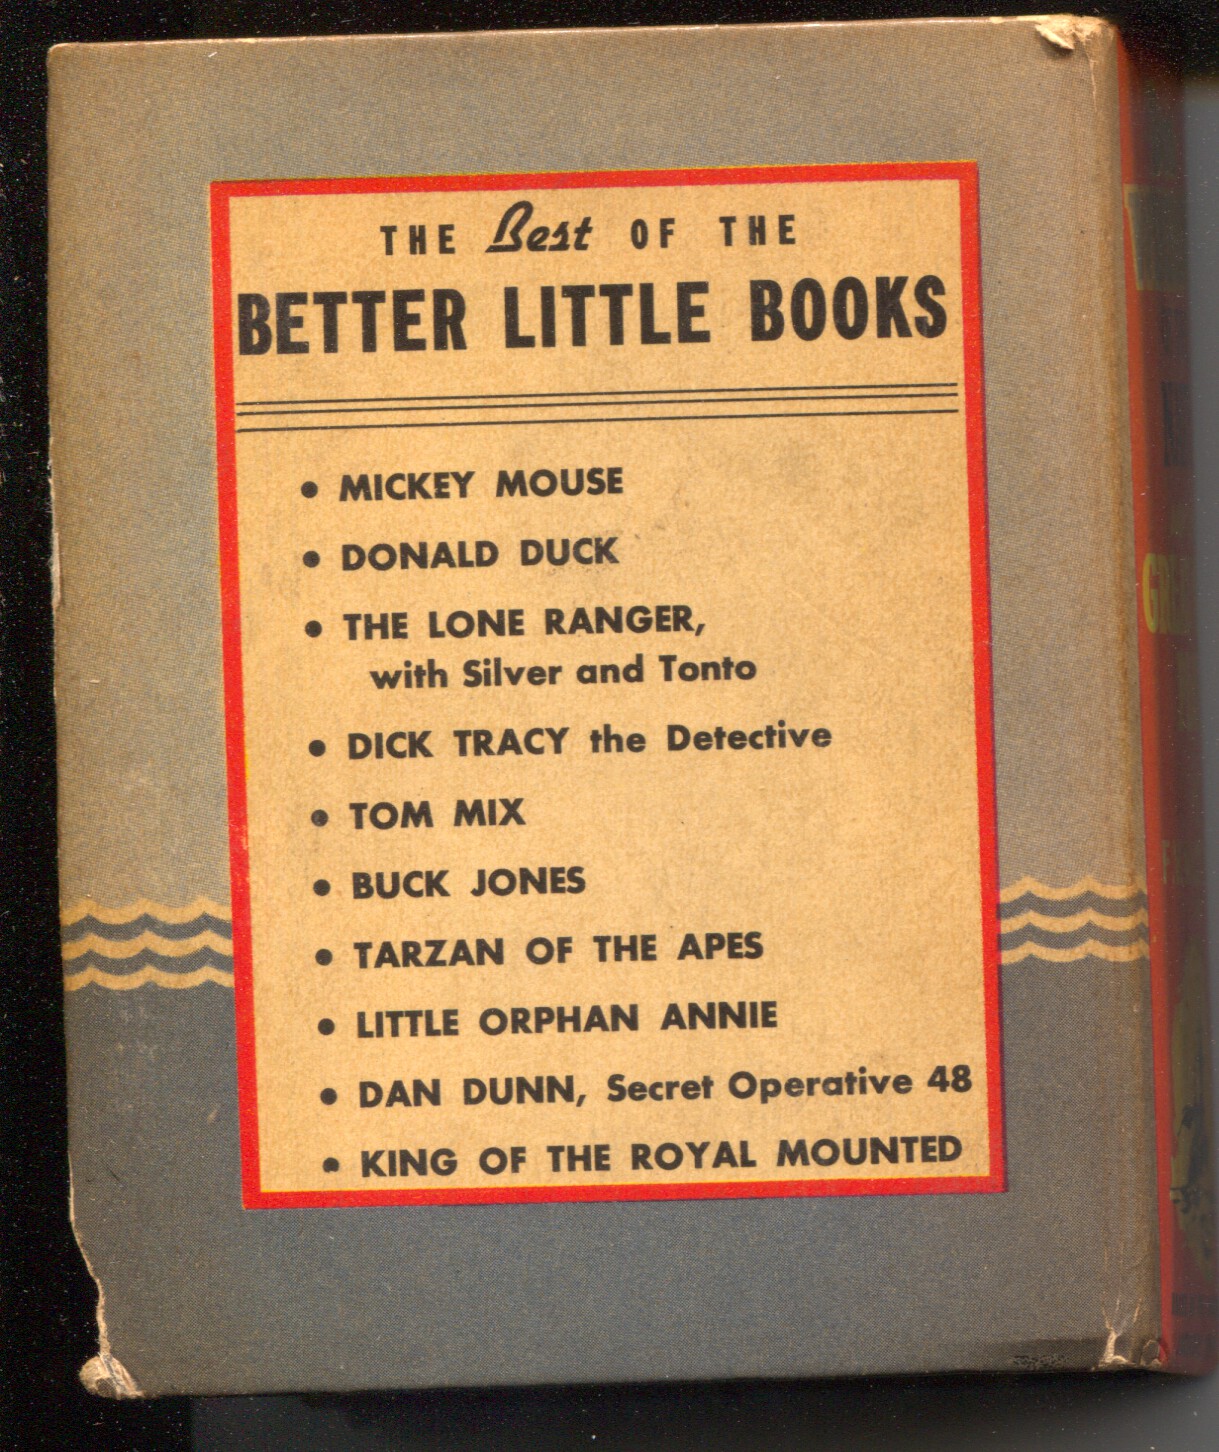 THE Best OF THE
BETTER LITTLE BOOKS
• MICKEY MOUSE
• DONALD DUCK
• THE LONE RANGER,
with Silver and Tonto
• DICK TRACY the Detective
• TOM MIX
• BUCK JONES
• TARZAN OF THE APES
• LITTLE ORPHAN ANNIE
• DAN DUNN, Secret Operative 48
• KING OF THE ROYAL MOUNTED